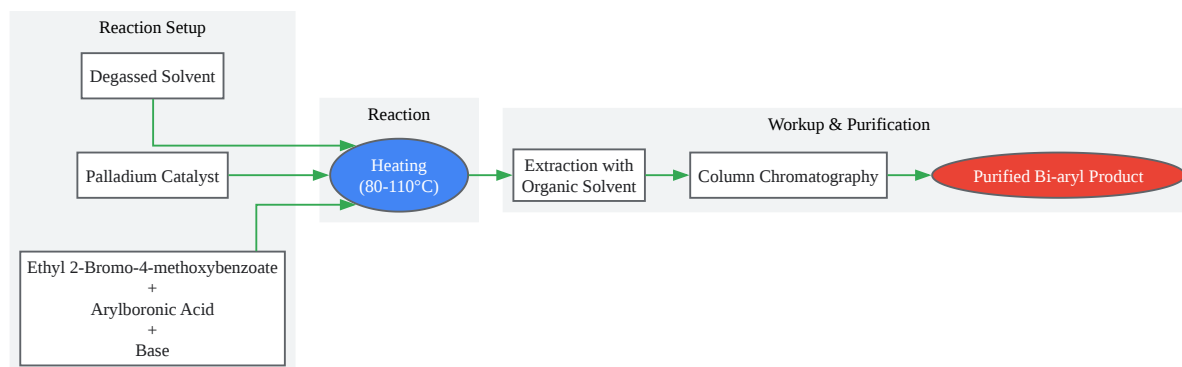 Reaction Setup
Degassed Solvent
Palladium Catalyst
Ethyl 2-Bromo-4-methoxybenzoate
+
Arylboronic Acid
+
Base
Reaction
Heating
(80-110°C)
Workup & Purification
Extraction with
Organic Solvent
Column Chromatography
Purified Bi-aryl Product